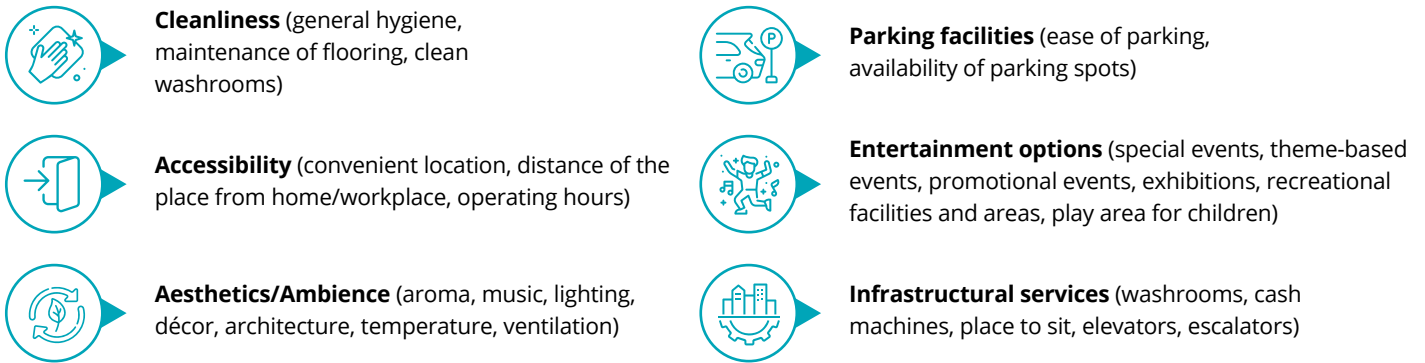 Cleanliness (general hygiene,
maintenance of flooring, clean
washrooms)
Accessibility (convenient location, distance of the
place from home/workplace, operating hours)
Aesthetics/Ambience (aroma, music, lighting,
décor, architecture, temperature, ventilation)
P
Parking facilities (ease of parking,
availability of parking spots)
Entertainment options (special events, theme-based
events, promotional events, exhibitions, recreational
facilities and areas, play area for children)
Infrastructural services (washrooms, cash
machines, place to sit, elevators, escalators)